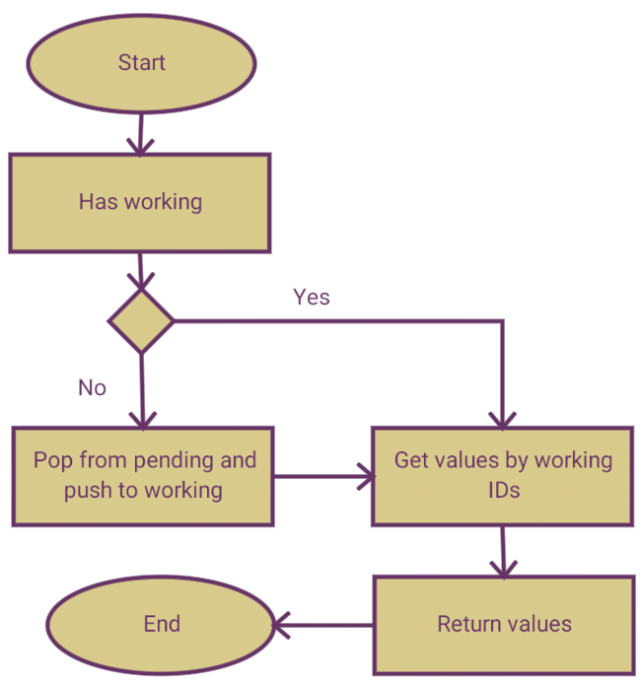 Start
Has working
Yes
No
Pop from pending and
push to working
Get values by working
IDs
End
Return values